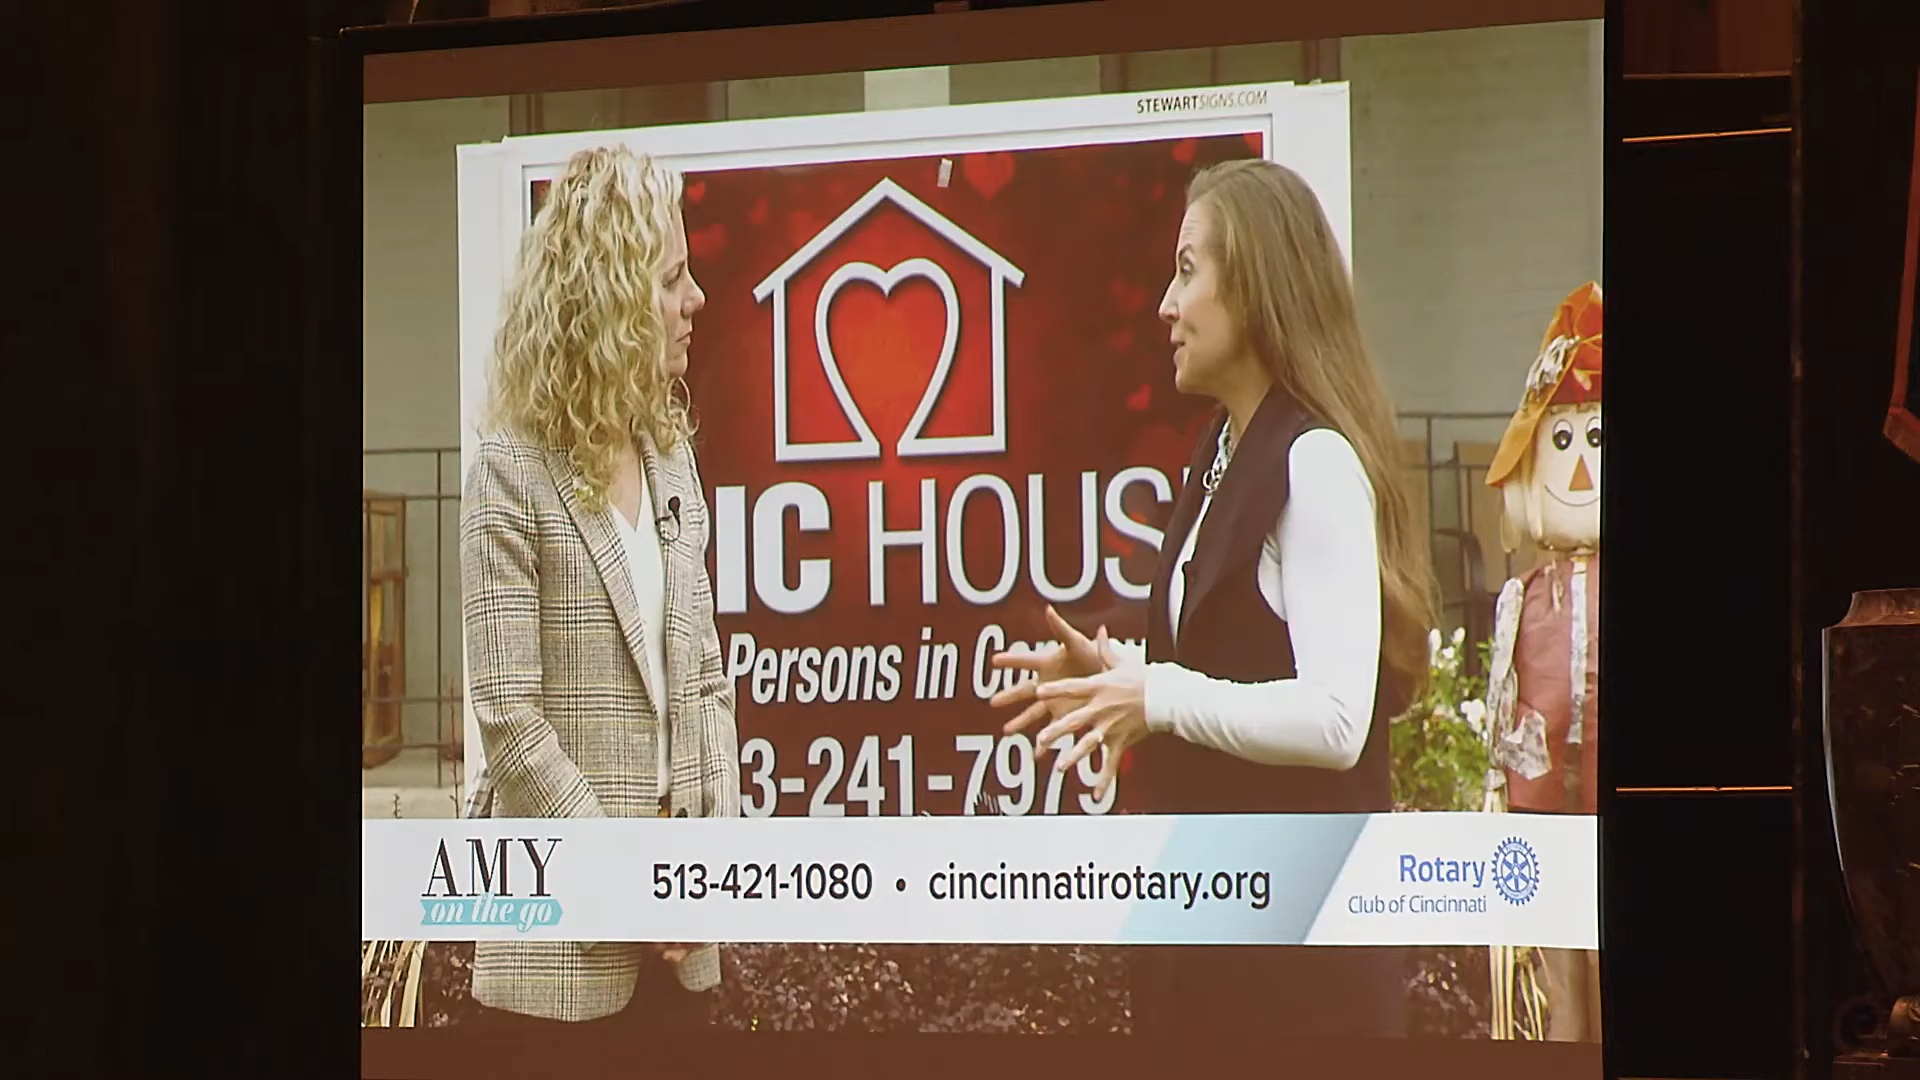 STEWARTSIGNS.COM
IC HOUS
Persons in
3-241-7979
AMY
on the go
513-421-1080 • cincinnatirotary.org
Rotary
Club of Cincinnati